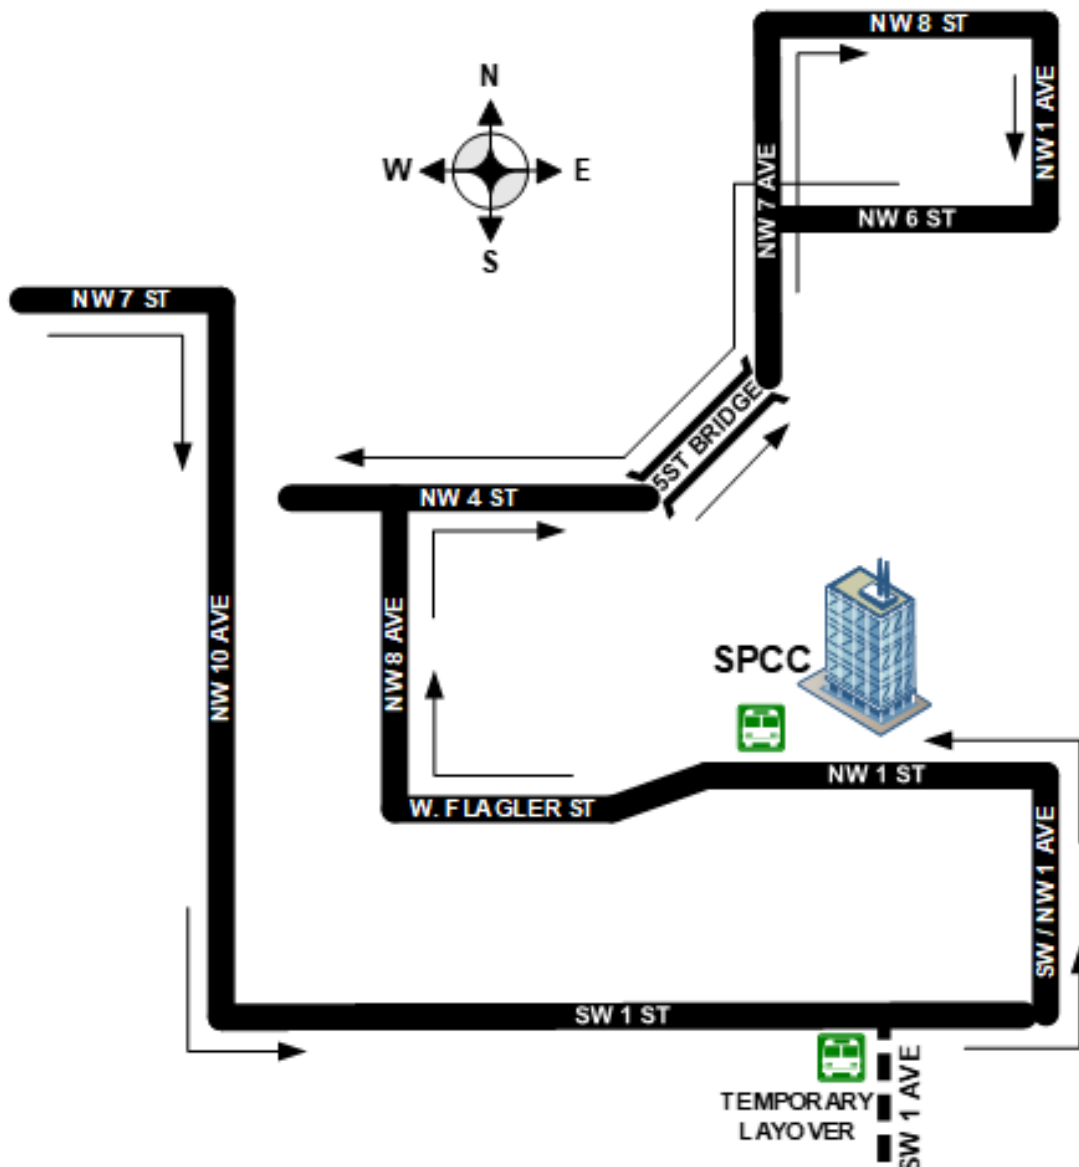 NW 8 ST
N
W
E
S
NW 1 AVE
NW 7 AVE
NW 6 ST
NW 7 ST
5ST BRIDGE
NW 4 ST
NW 10 AVE
NW 8 AVE
SPCC
NW 1 ST
W. FLAGLER ST
SW / NW 1 AVE
SW 1 ST
TEMPORARY
LAYOVER
SW 1 AVE